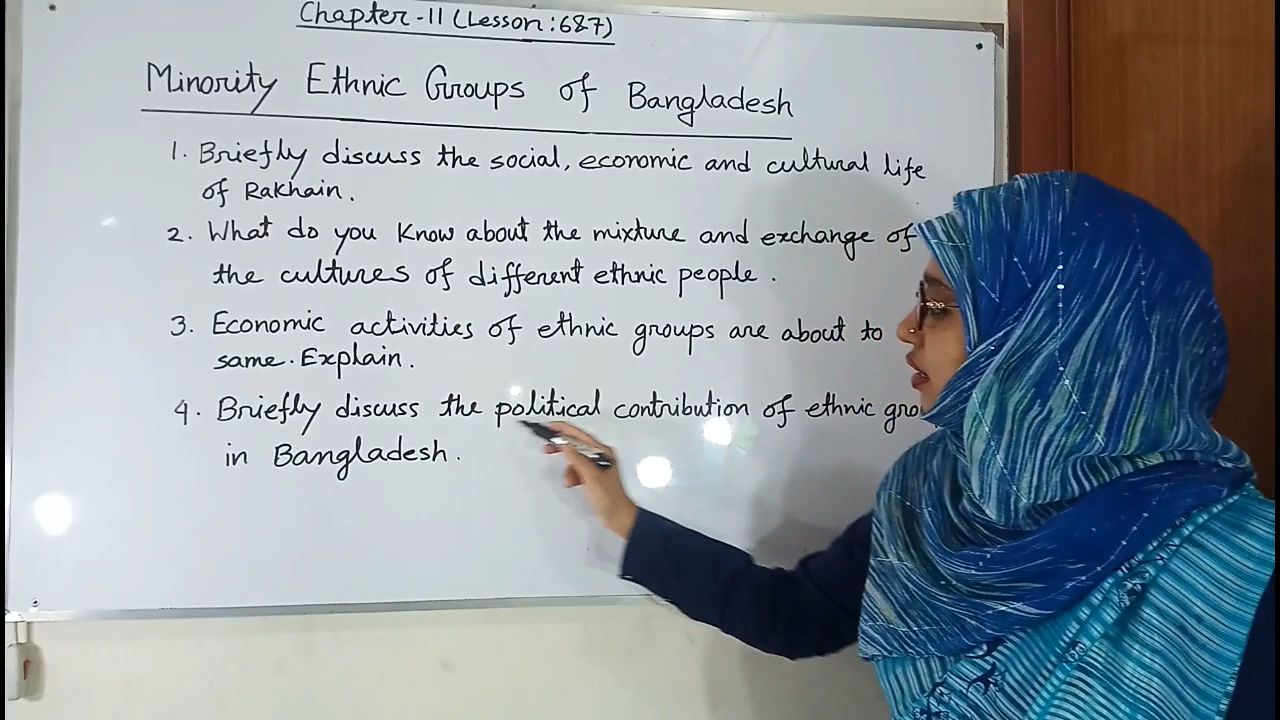 Chapter-11 (Lesson: 6&7)
Minority Ethnic Groups of Bangladesh
1. Briefly discuss the social, economic and cultural life
of Rakhain.
2. What do you know about the mixture and exchange of
the cultures of different ethnic people.
3. Economic activities of ethnic groups are about to
same. Explain.
4. Briefly discuss the political contribution of ethnic
in Bangladesh.